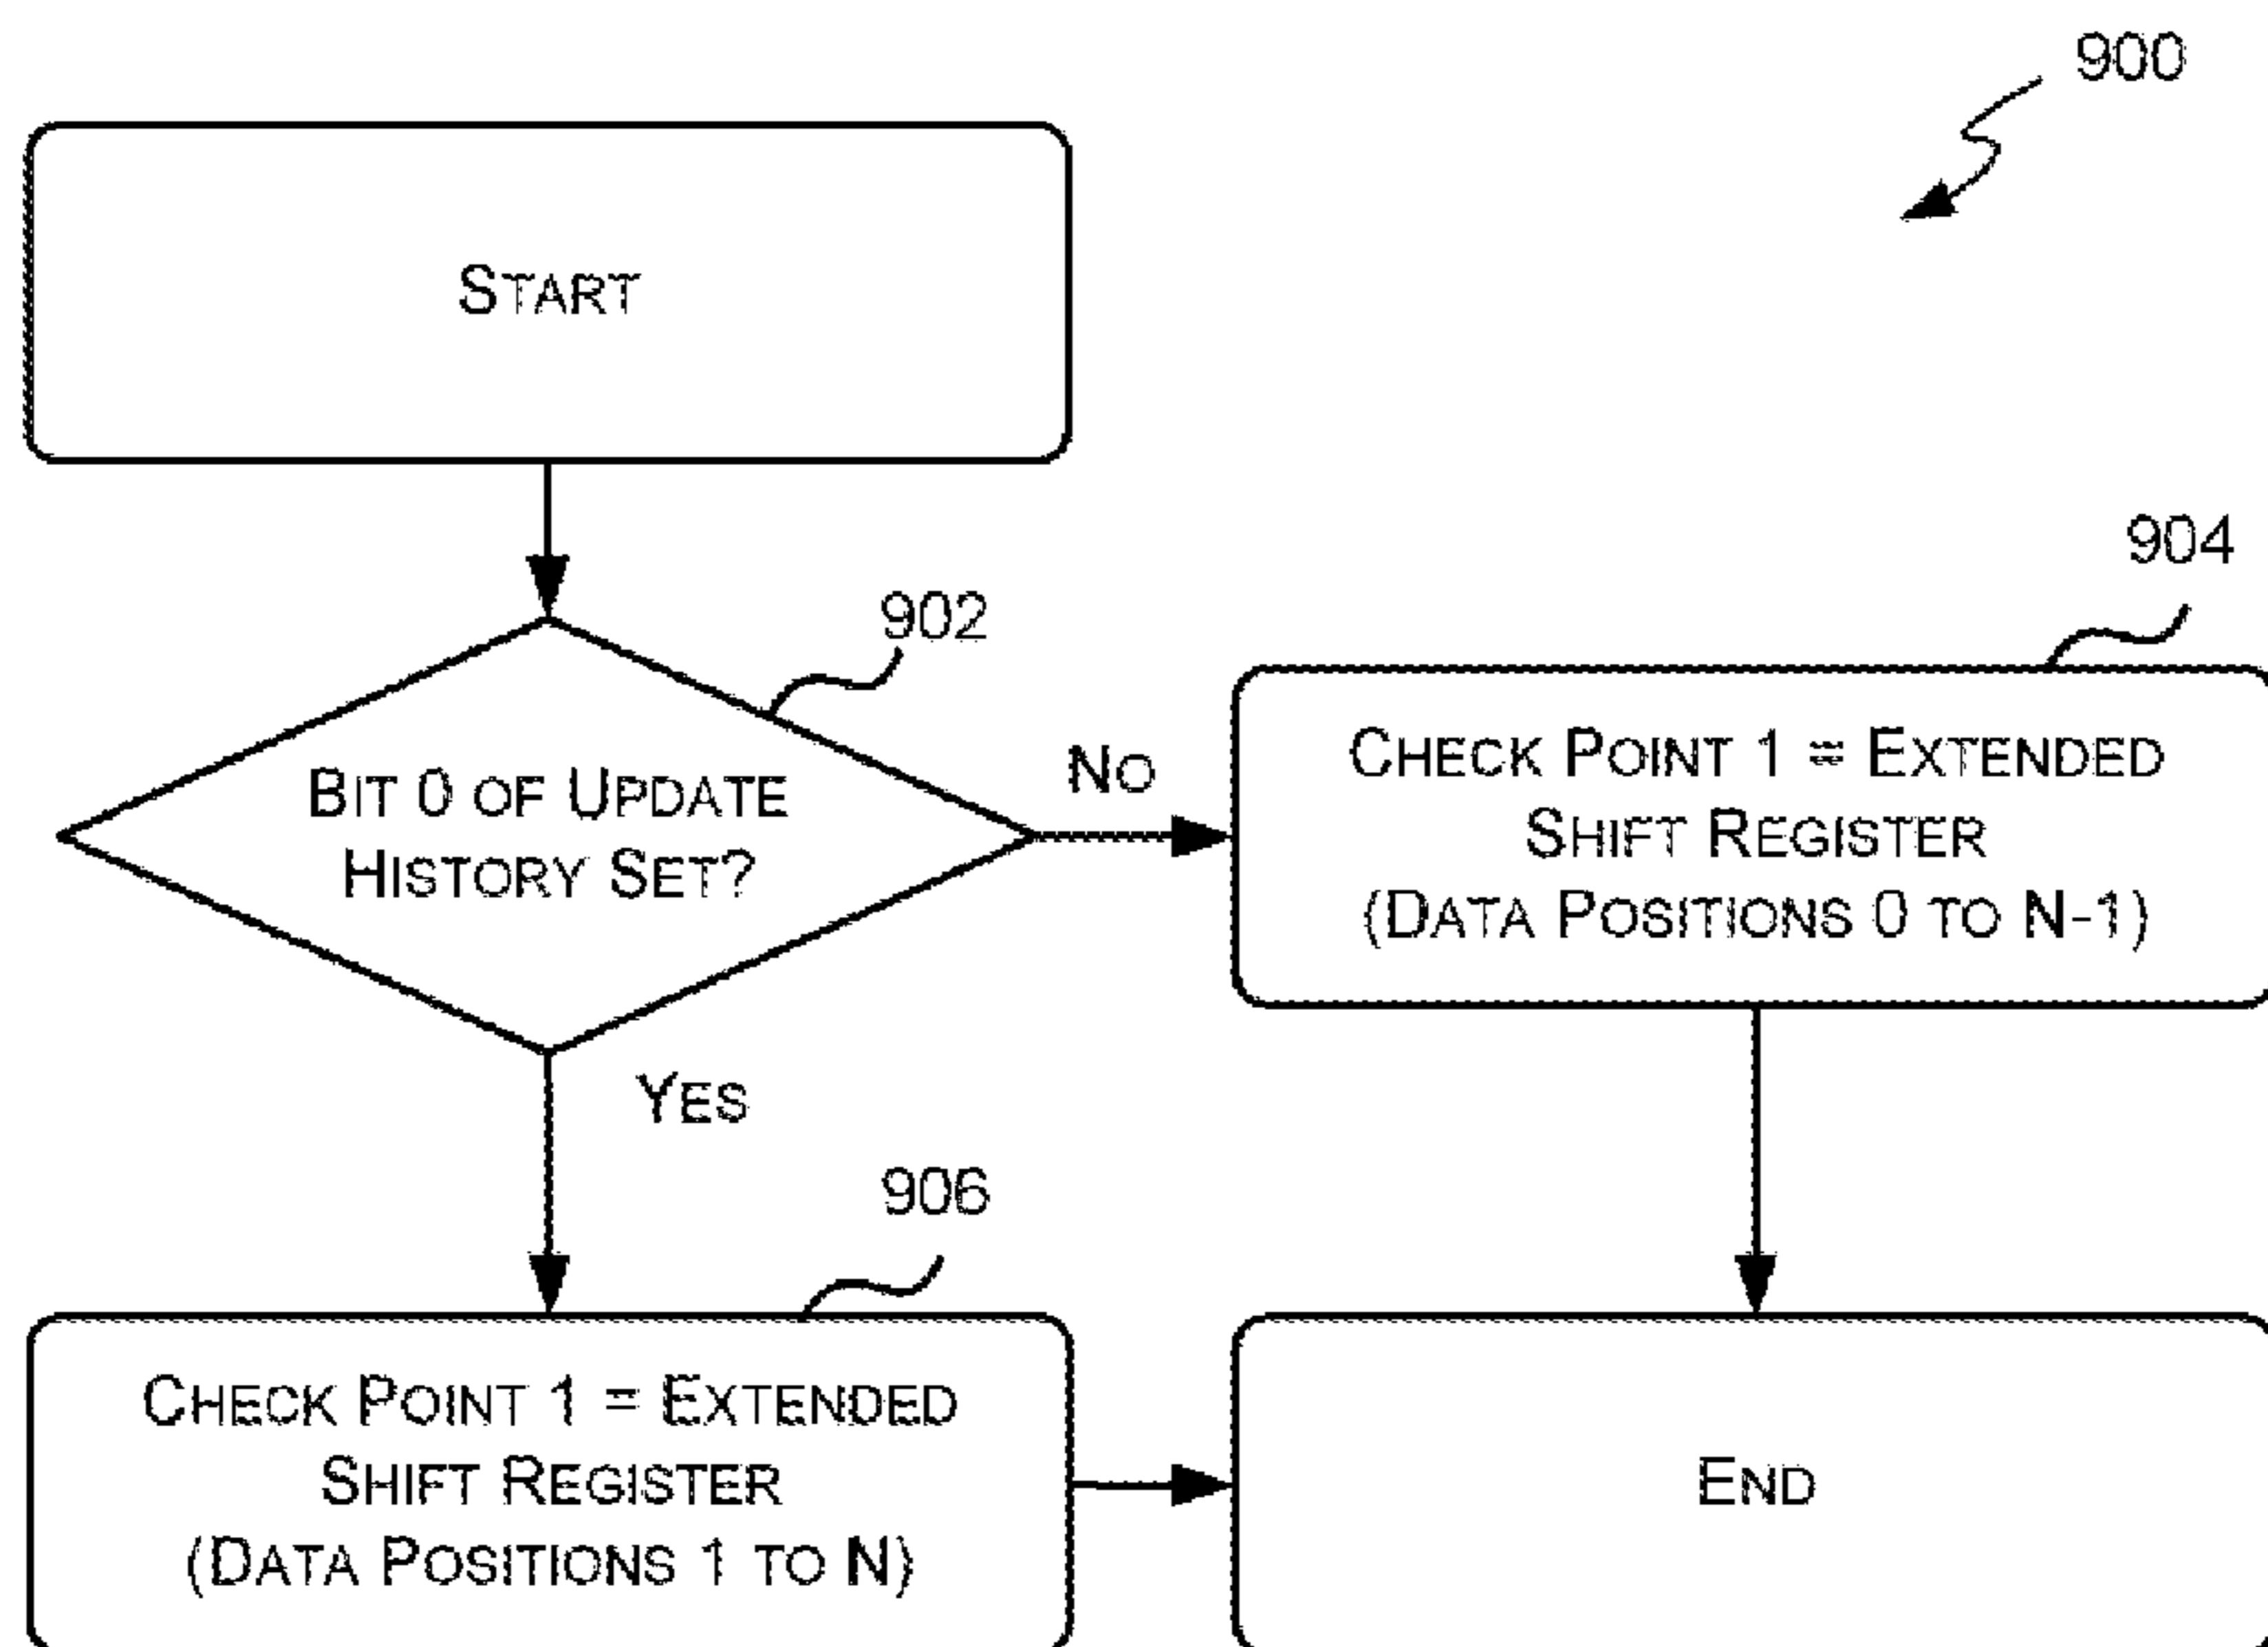 900
START
902
BIT 0 OF UPDATE
HISTORY SET?
NO
904
CHECK POINT 1 = EXTENDED
SHIFT REGISTER
(DATA POSITIONS 0 TO N-1)
YES
906
CHECK POINT 1 = EXTENDED
SHIFT REGISTER
(DATA POSITIONS 1 TO N)
END